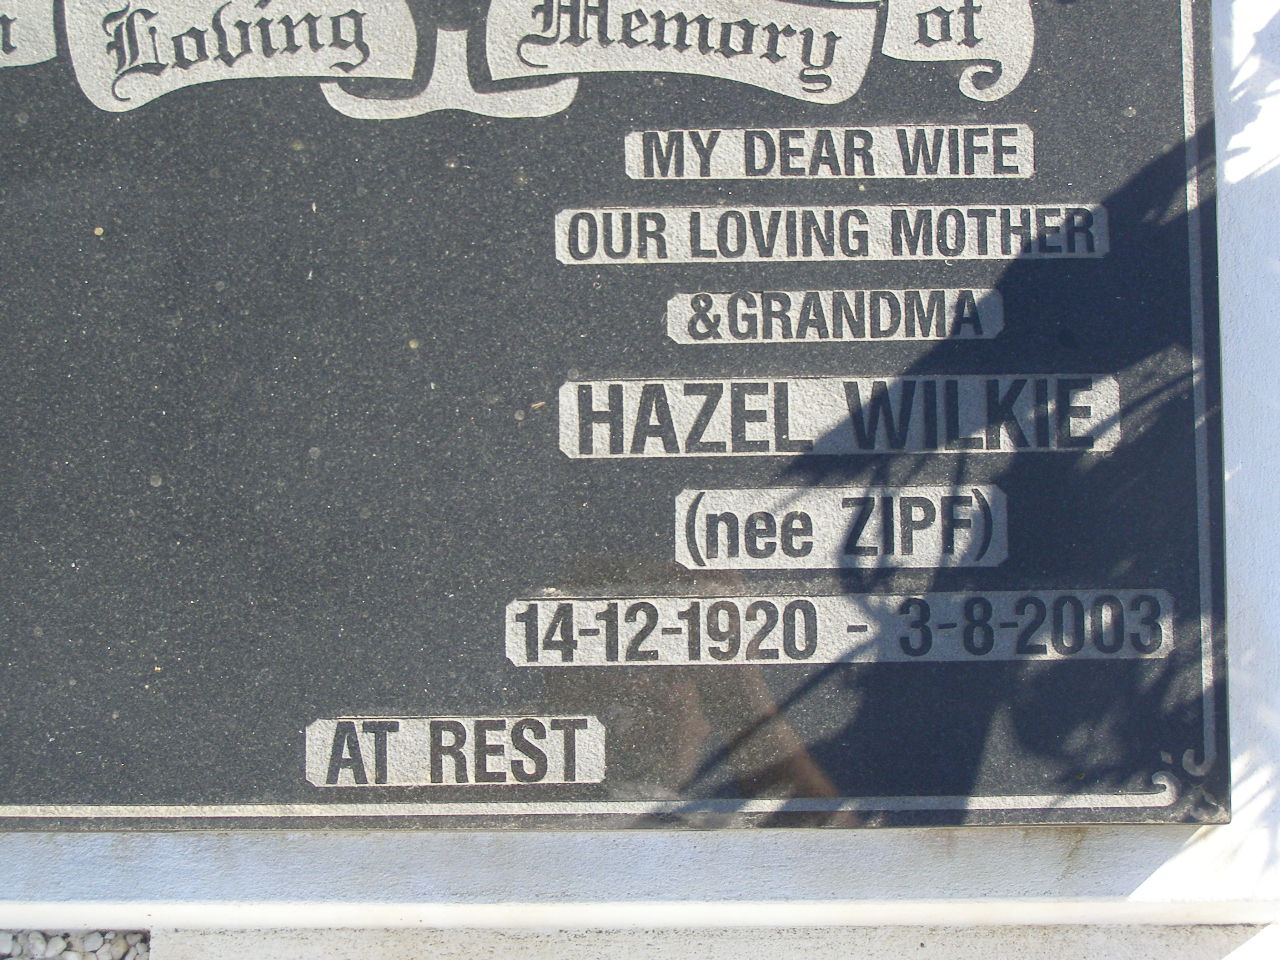 Loving Memory of
MY DEAR WIFE
OUR LOVING MOTHER
&GRANDMA
HAZEL WILKIE
(nee ZIPF)
14-12-1920 - 3-8-2003
AT REST